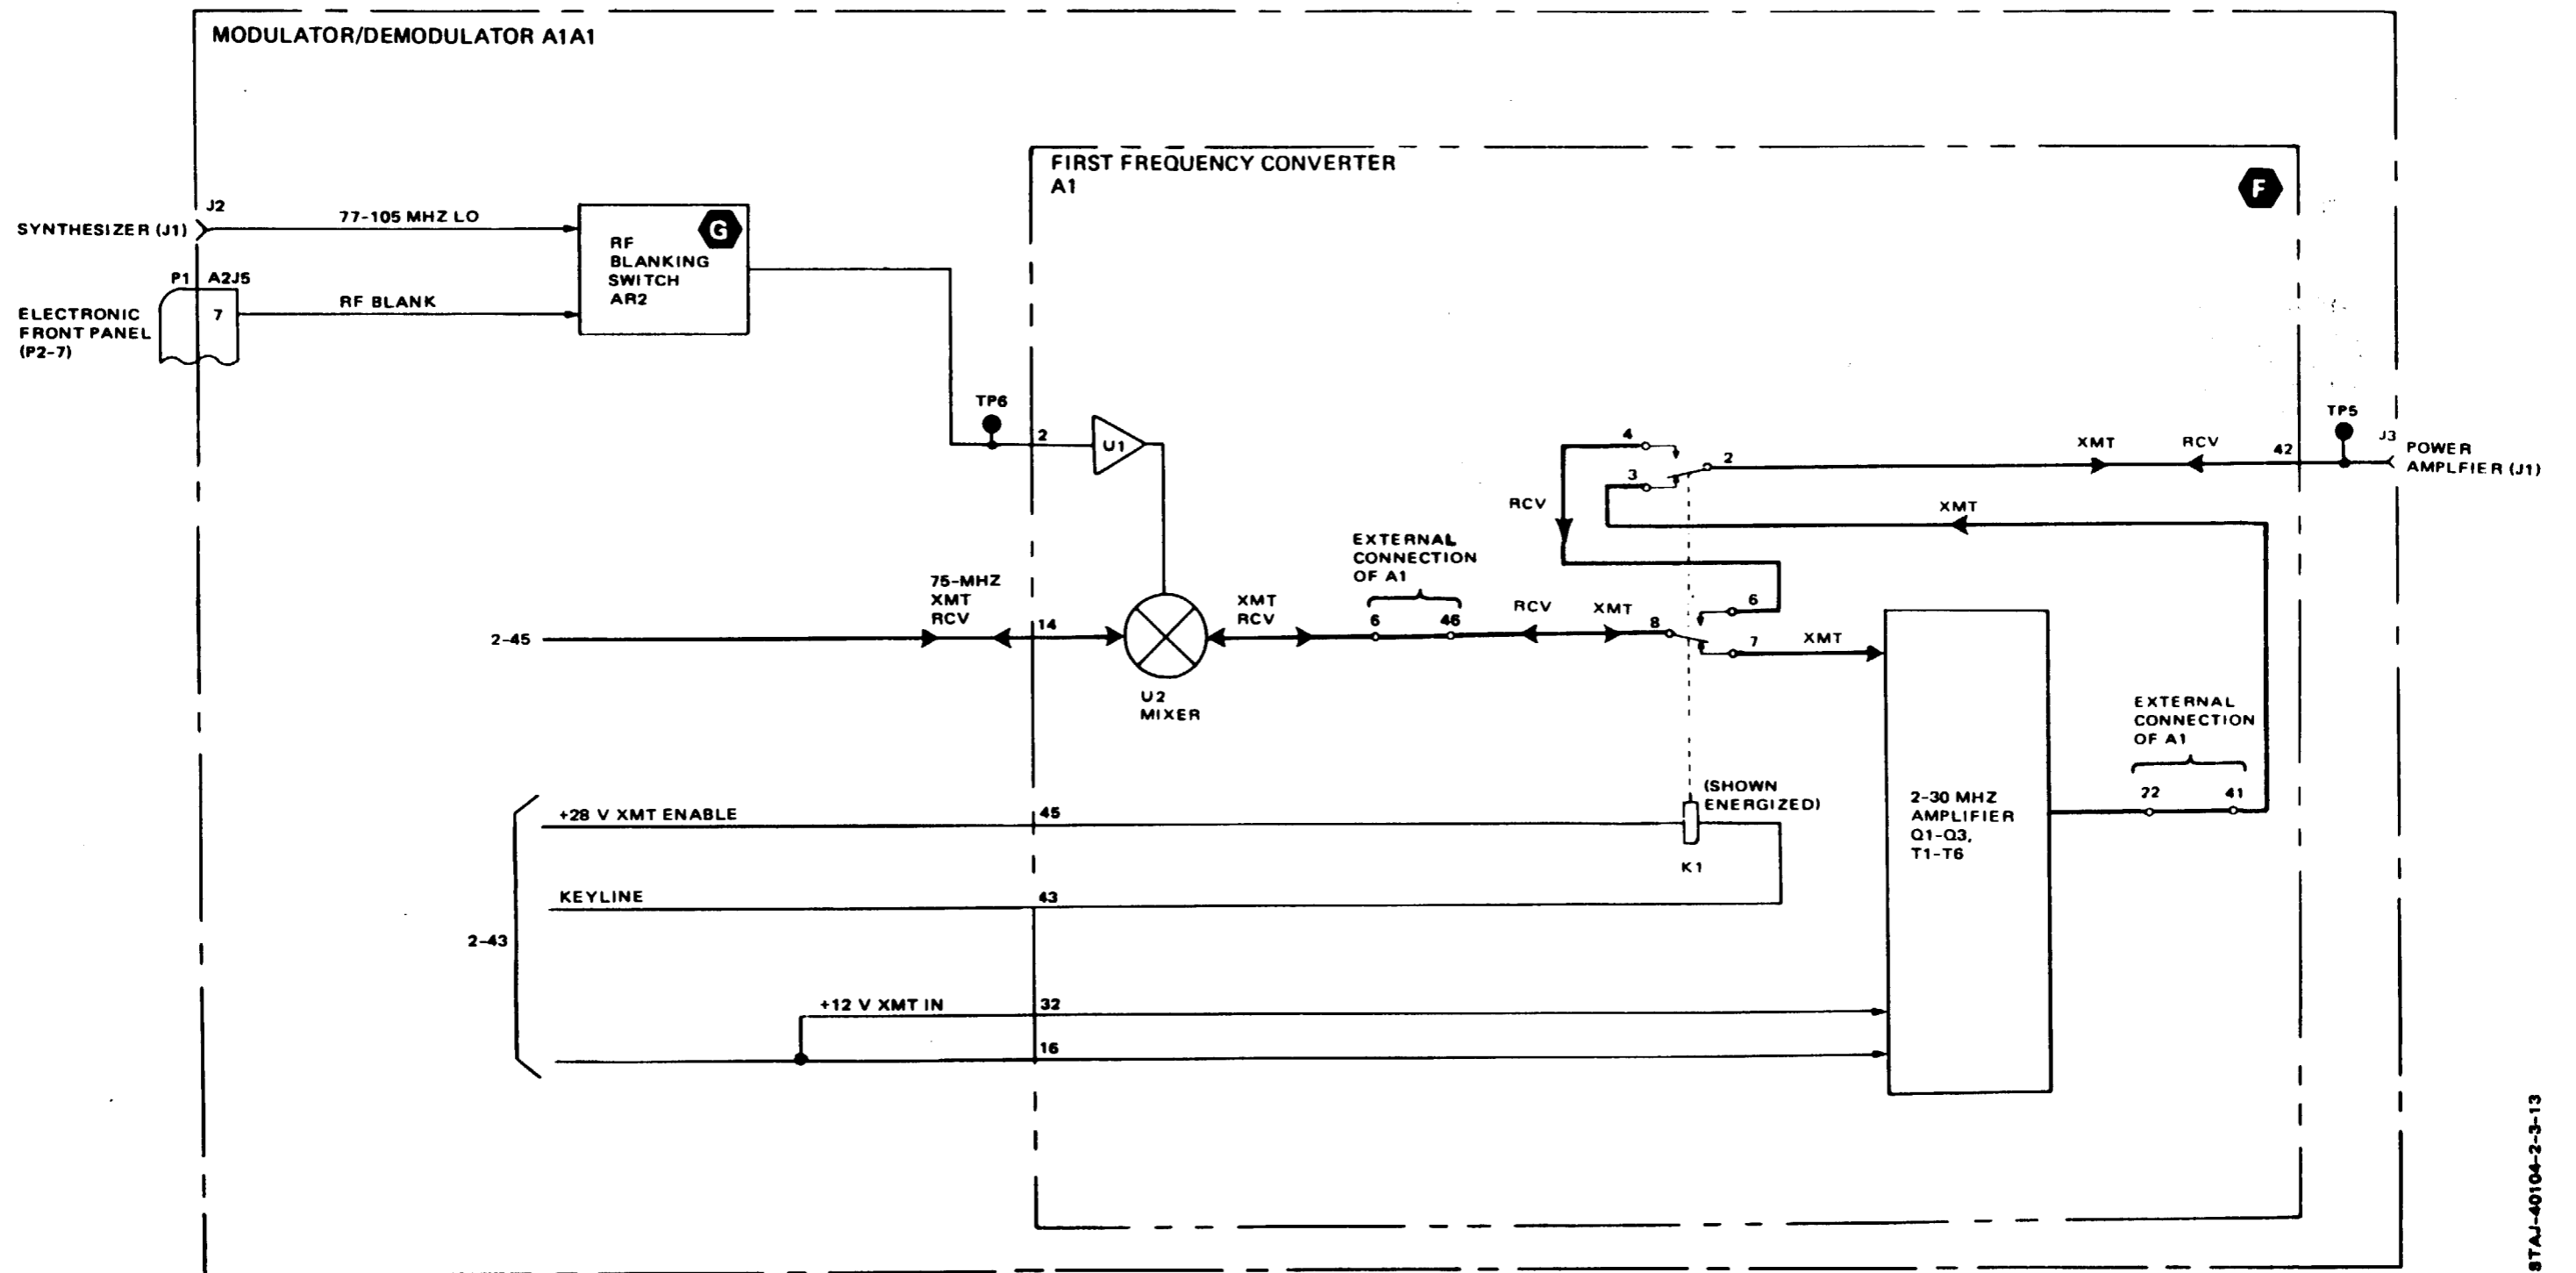 MODULATOR/DEMODULATOR A1A1
FIRST FREQUENCY CONVERTER
A1
F
J2
SYNTHESIZER (J1)
77-105 MHZ LO
G
RF
BLANKING
SWITCH
AR2
P1
A2J5
ELECTRONIC
FRONT PANEL
(P2-7)
7
RF BLANK
TP6
2
U1
4
3
2
XMT
RCV
42
TP5
J3
POWER
AMPLFIER (J1)
RCV
XMT
EXTERNAL
CONNECTION
OF A1
75-MHZ
XMT
RCV
14
2-45
XMT
RCV
6
46
RCV
XMT
8
6
7
XMT
U2
MIXER
EXTERNAL
CONNECTION
OF A1
22
41
(SHOWN
ENERGIZED)
K1
2-30 MHZ
AMPLIFIER
Q1-Q3,
T1-T6
+28 V XMT ENABLE
45
KEYLINE
43
2-43
+12 V XMT IN
32
16
STAJ-40104-2-3-13